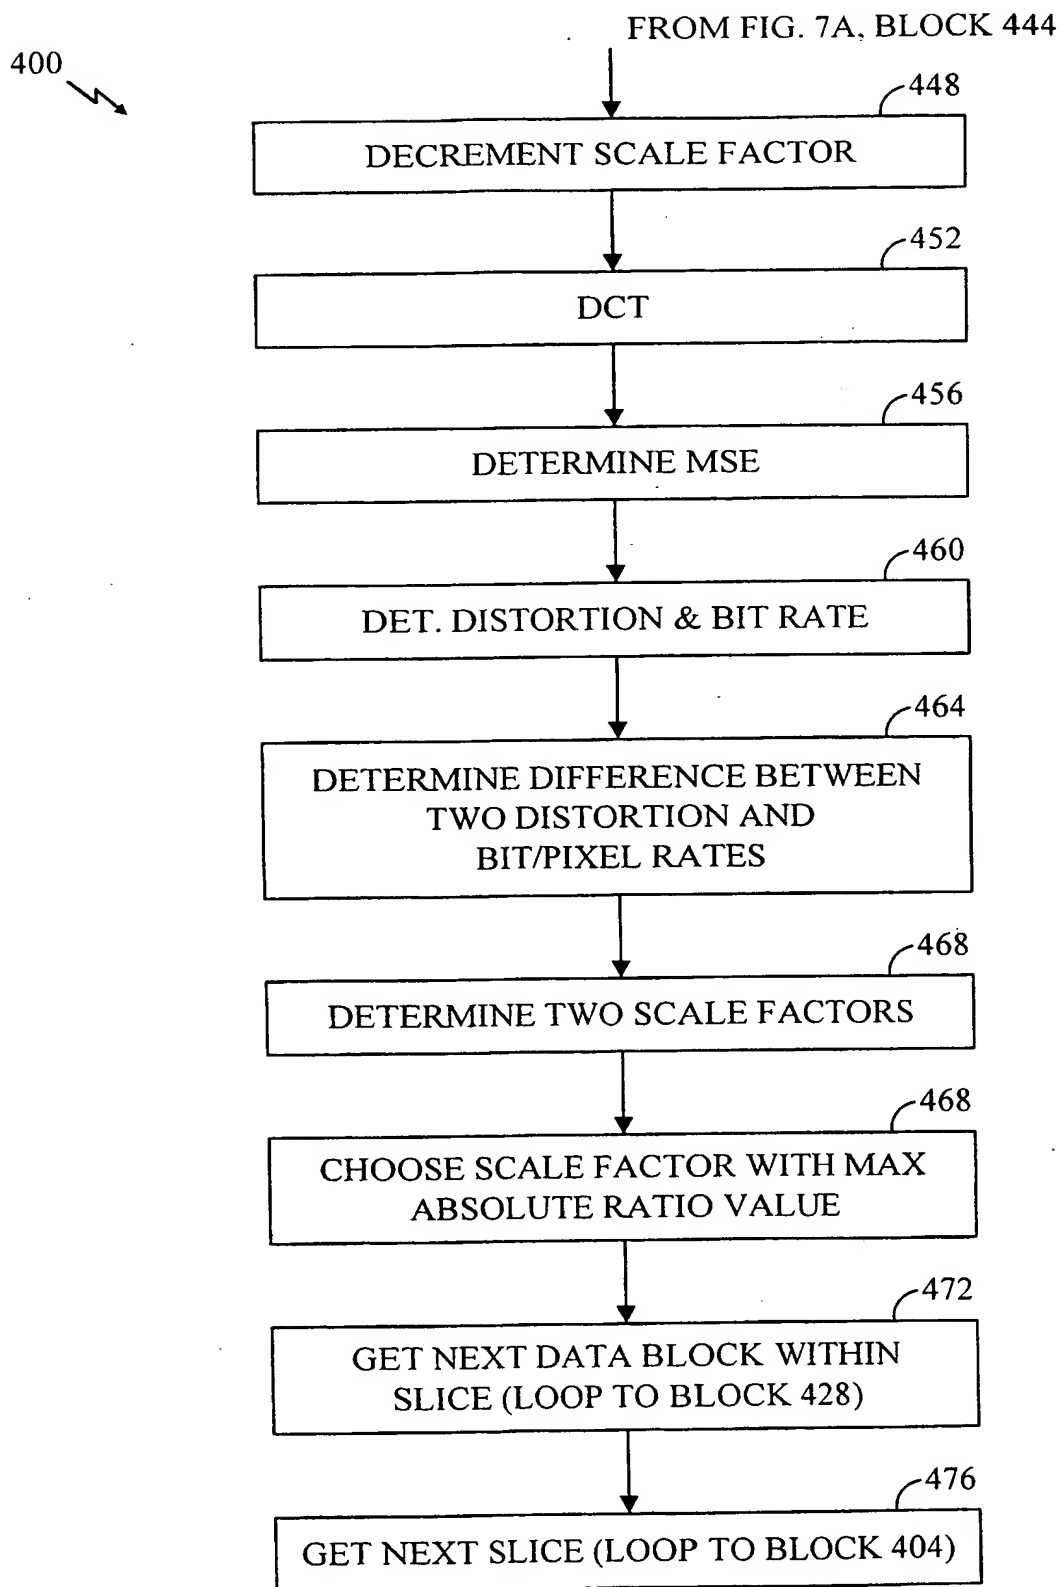 FROM FIG. 7A, BLOCK 444
400
448
DECREMENT SCALE FACTOR
452
DCT
456
DETERMINE MSE
460
DET. DISTORTION & BIT RATE
464
DETERMINE DIFFERENCE BETWEEN
TWO DISTORTION AND
BIT/PIXEL RATES
468
DETERMINE TWO SCALE FACTORS
468
CHOOSE SCALE FACTOR WITH MAX
ABSOLUTE RATIO VALUE
472
GET NEXT DATA BLOCK WITHIN
SLICE (LOOP TO BLOCK 428)
476
GET NEXT SLICE (LOOP TO BLOCK 404)